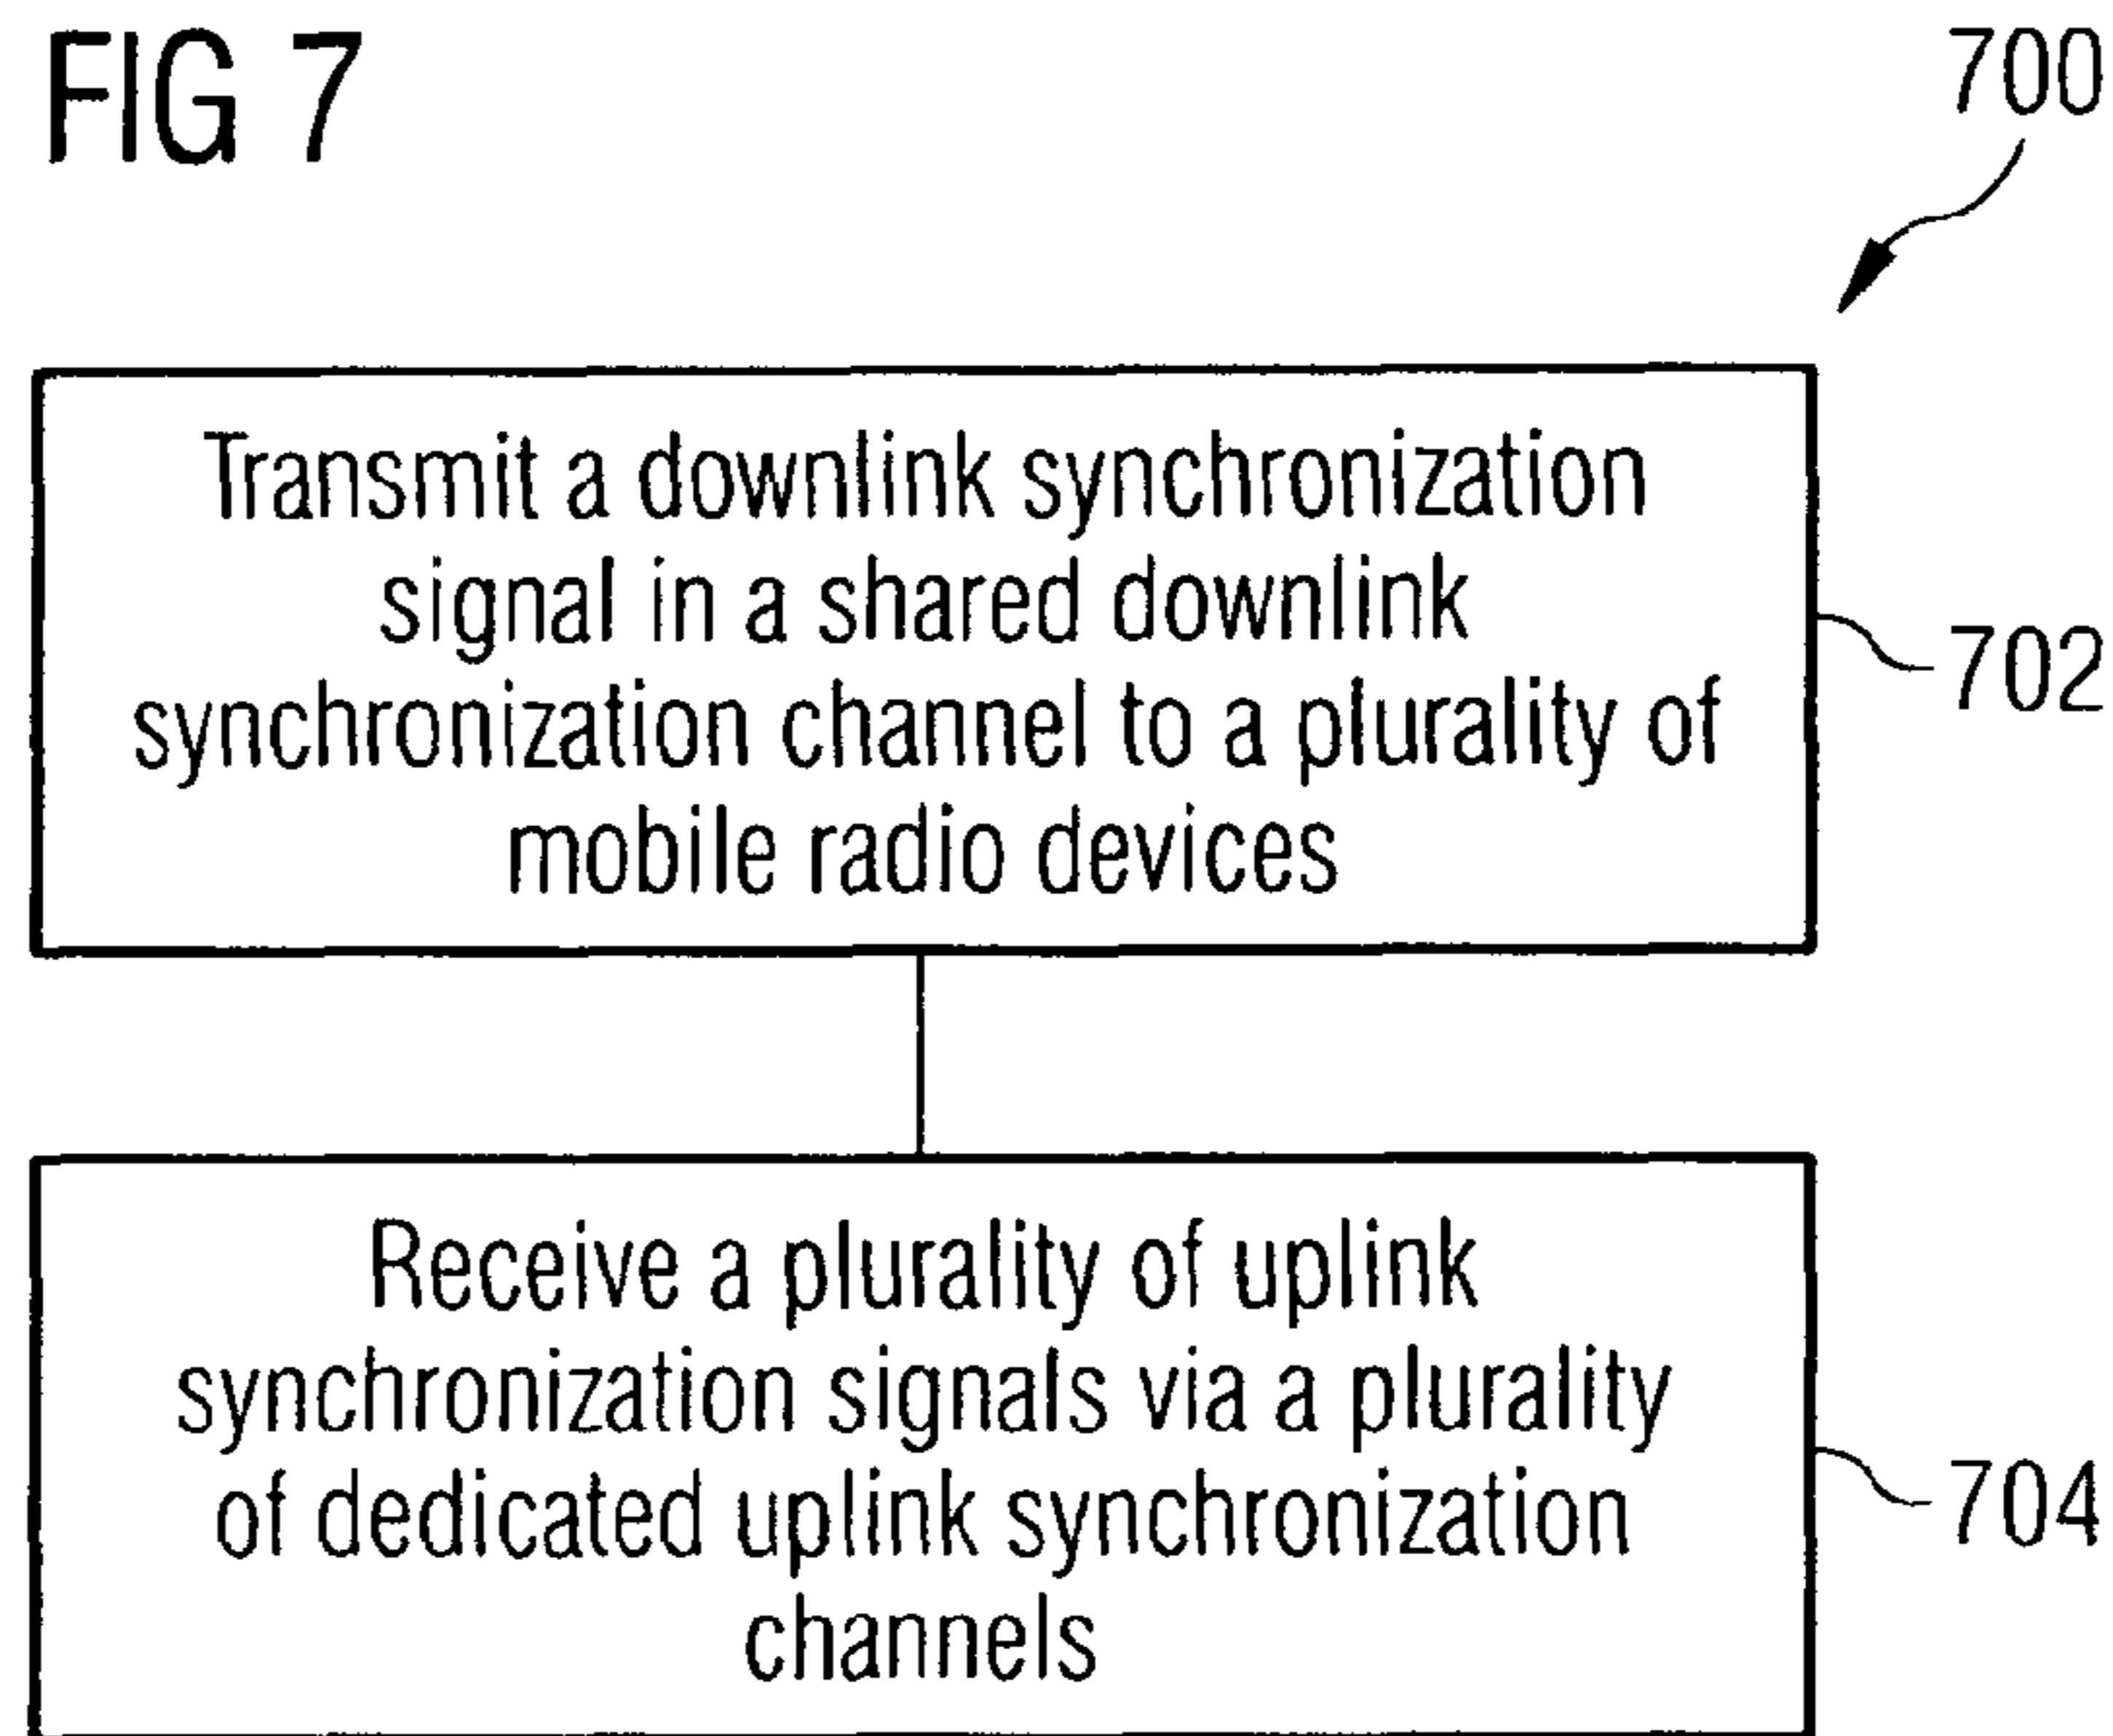 FIG 7
700
Transmit a downlink synchronization
signal in a shared downlink
synchronization channel to a plurality of
mobile radio devices
702
Receive a plurality of uplink
synchronization signals via a plurality
of dedicated uplink synchronization
channels
704